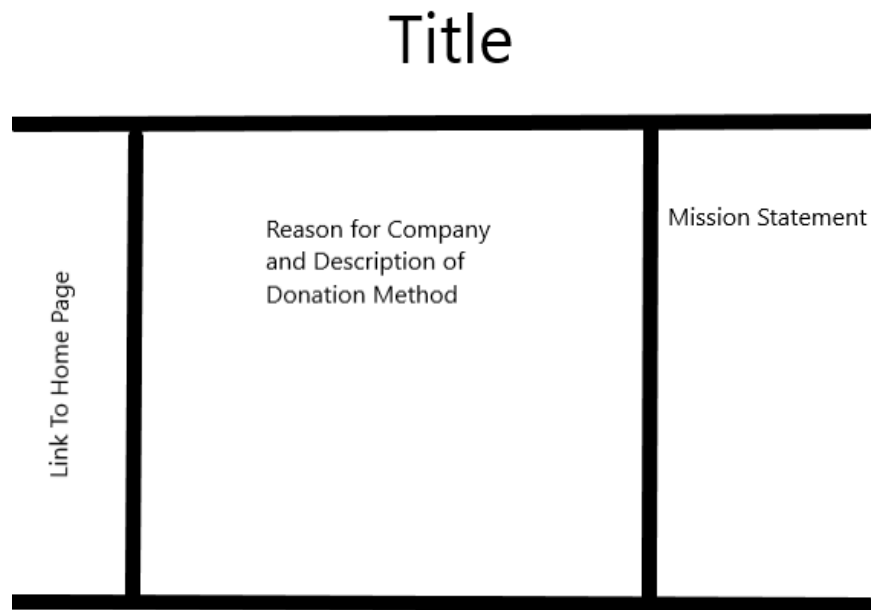 Title
Link To Home Page
Reason for Company
and Description of
Donation Method
Mission Statement